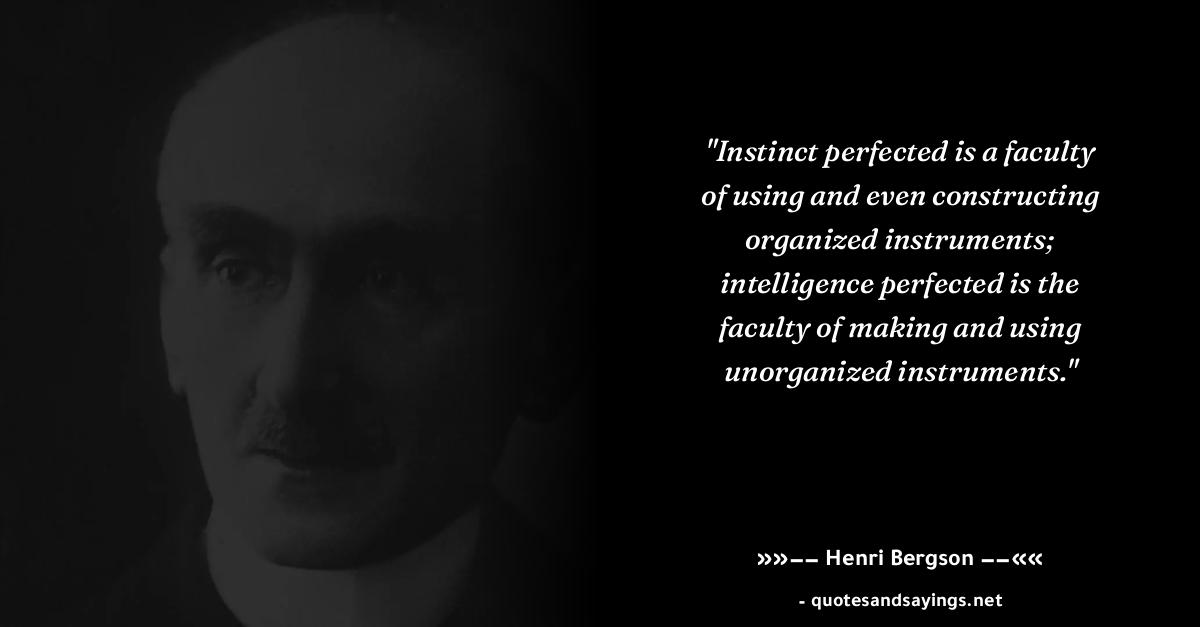 "Instinct perfected is a faculty
of using and even constructing
organized instruments;
intelligence perfected is the
faculty of making and using
unorganized instruments."
»»−− Henri Bergson −−««
- quotesandsayings.net